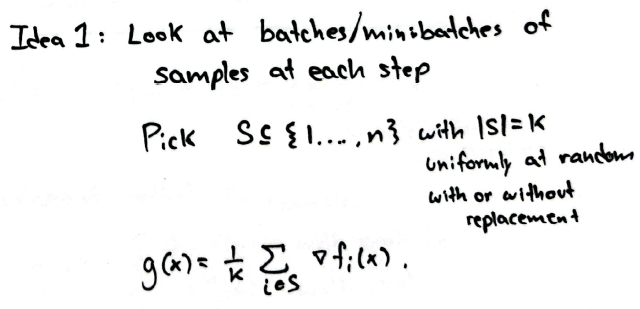 Idea 1: Look at batches/minibatches of
samples at each step
Pick S ⊆ {1...., n} with |S|=K
uniformly at random
with or without
replacement
g(x) = 1/K ∑_{i∈S} ∇f_i(x).